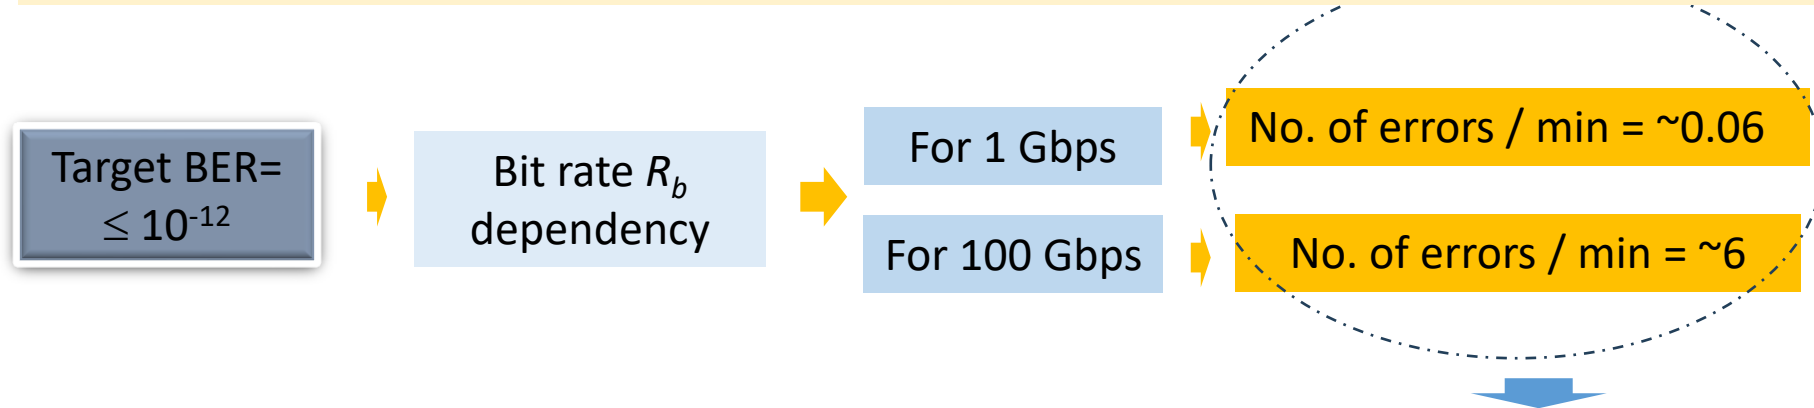 Target BER=
≤ 10⁻¹²
Bit rate R_b
dependency
For 1 Gbps
No. of errors / min = ~0.06
For 100 Gbps
No. of errors / min = ~6